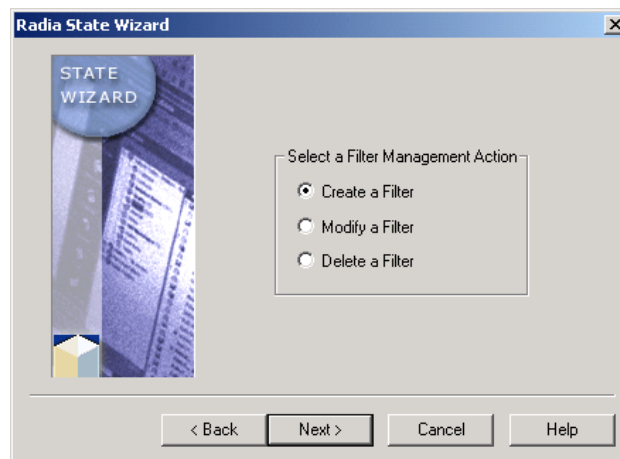 Radia State Wizard
STATE
WIZARD
Select a Filter Management Action
Create a Filter
Modify a Filter
Delete a Filter
< Back
Next >
Cancel
Help